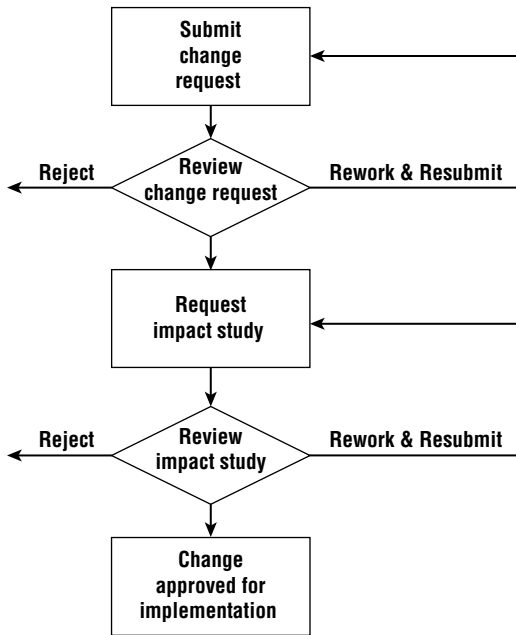 Submit
change
request
Reject
Review
change request
Rework & Resubmit
Request
impact study
Reject
Review
impact study
Rework & Resubmit
Change
approved for
implementation